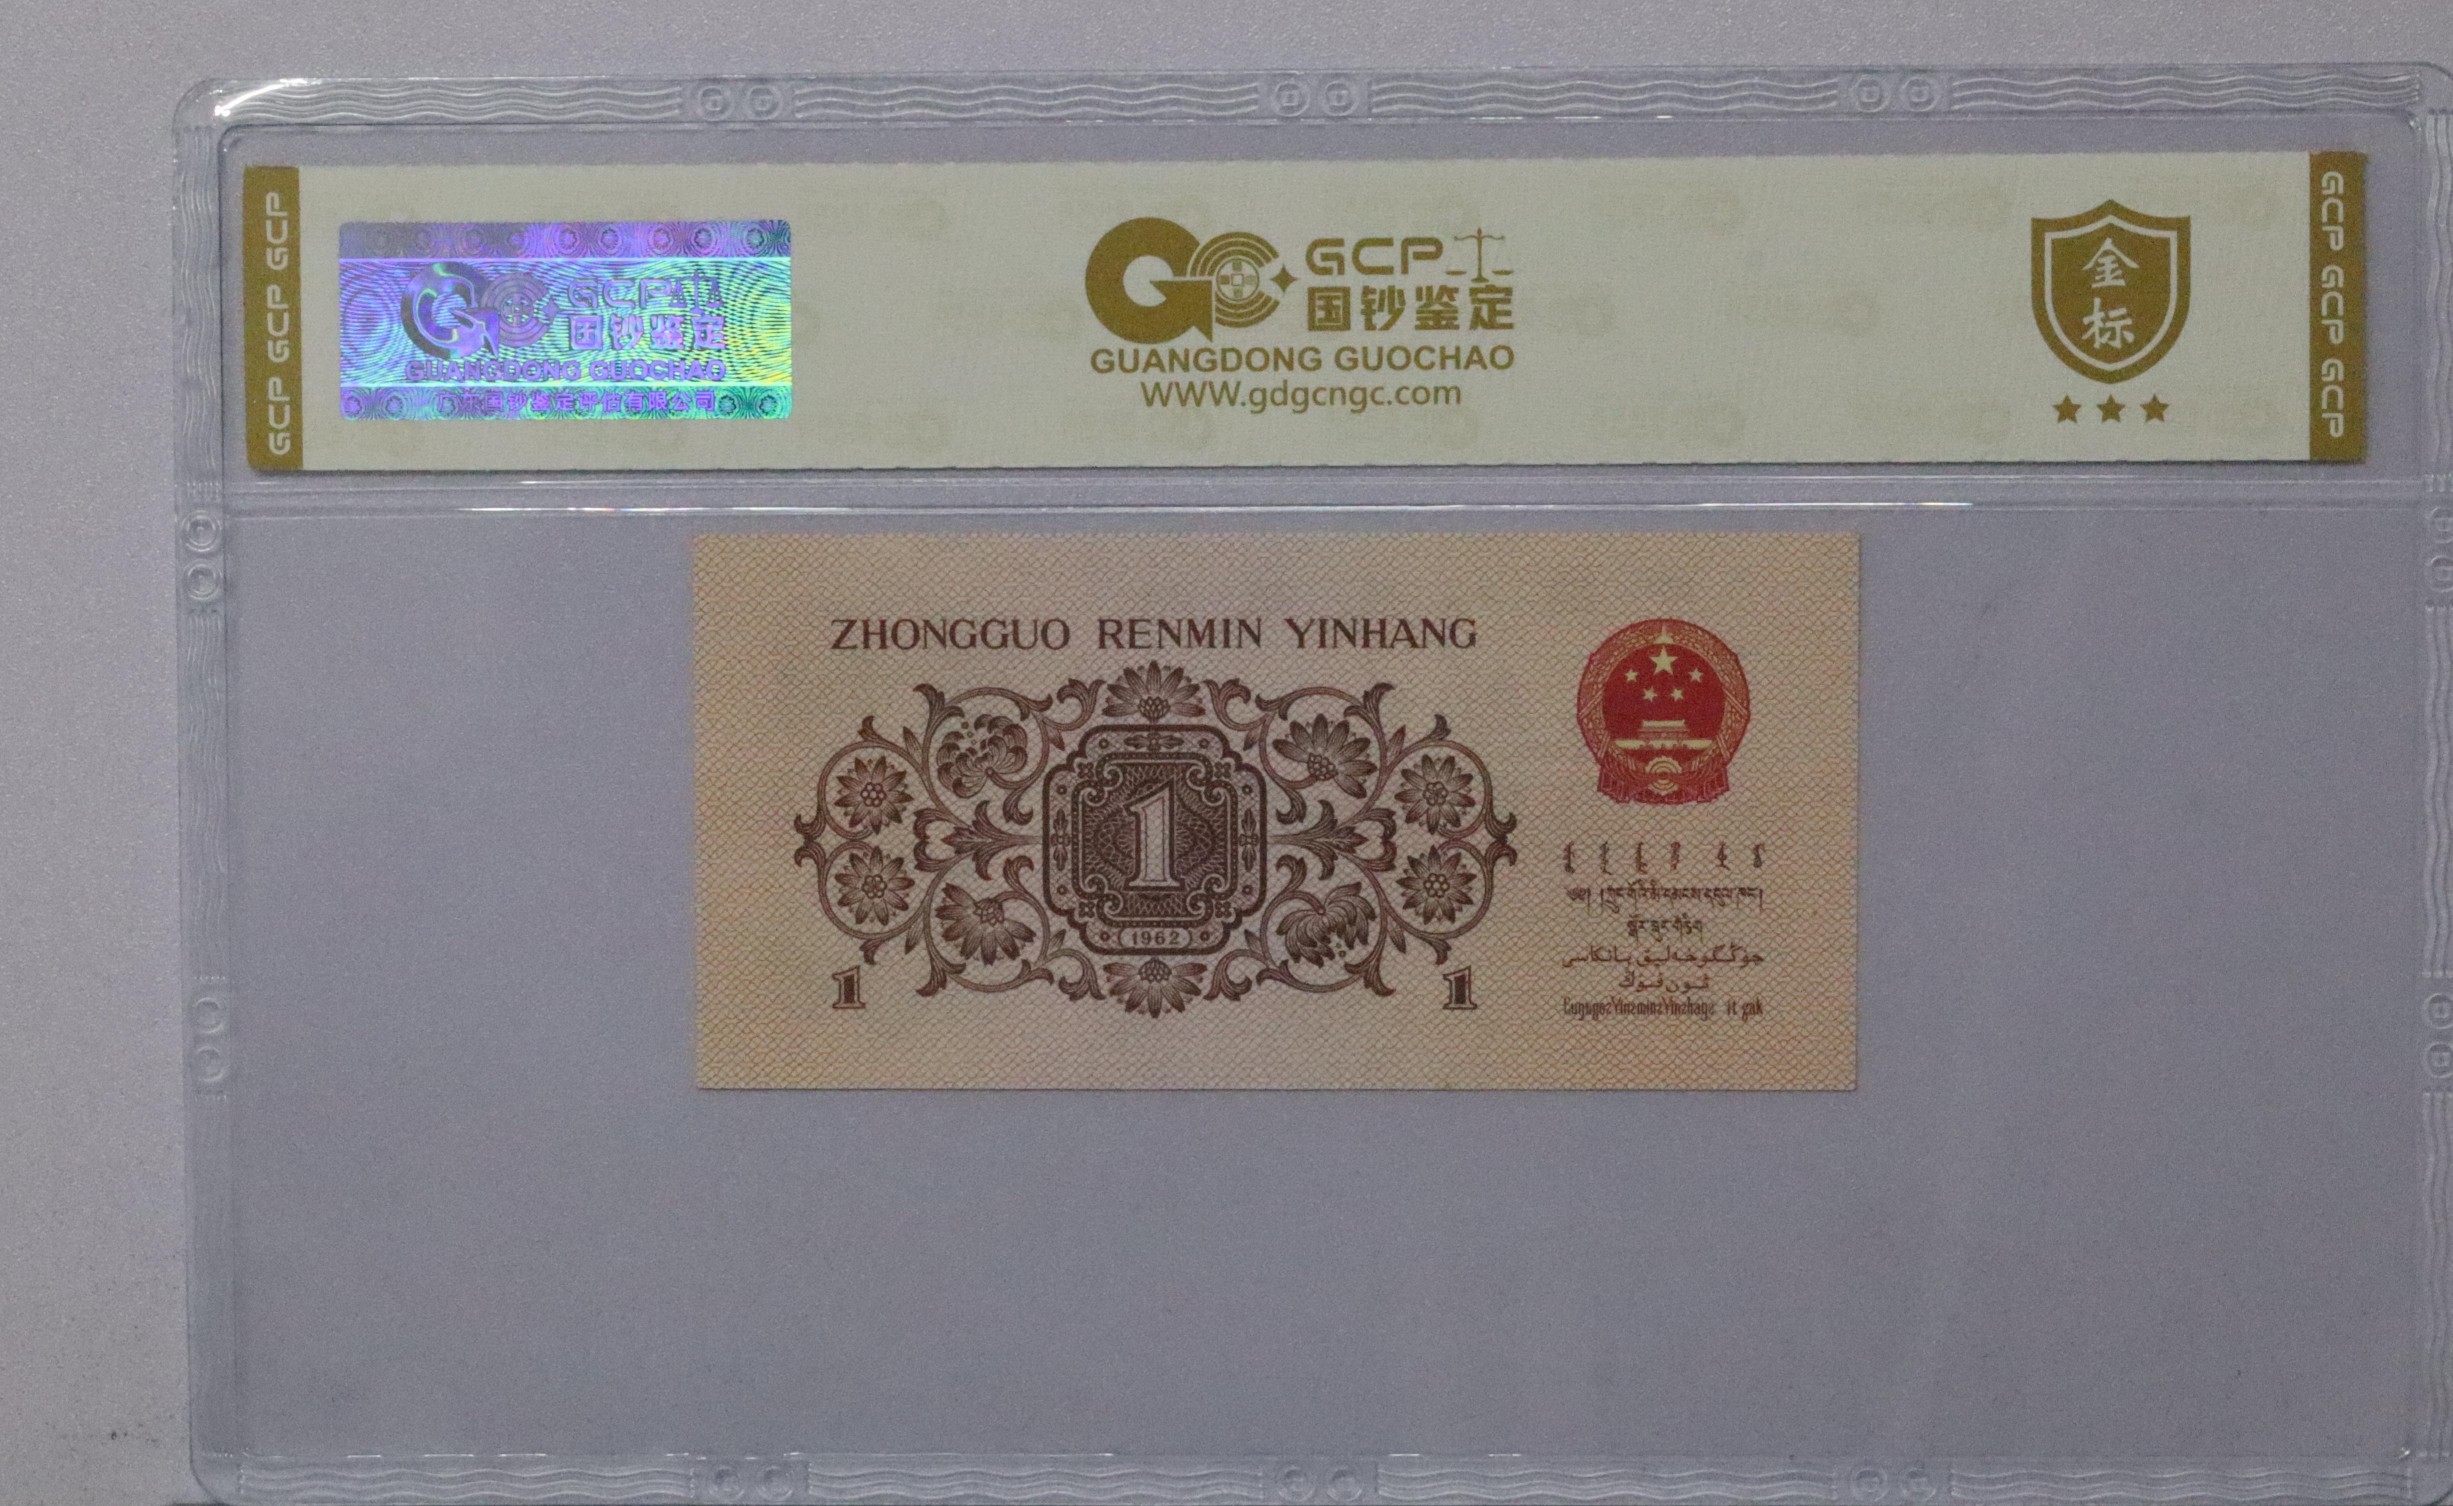 GCP GCP GCP
GCP
国钞鉴定
GUANGDONG GUOCHAO
广东国钞鉴定评估有限公司
GCP
国钞鉴定
GUANGDONG GUOCHAO
WWW.gdgcngc.com
金
标
GCP GCP GCP
ZHONGGUO RENMIN YINHANG
1
1962
1
1